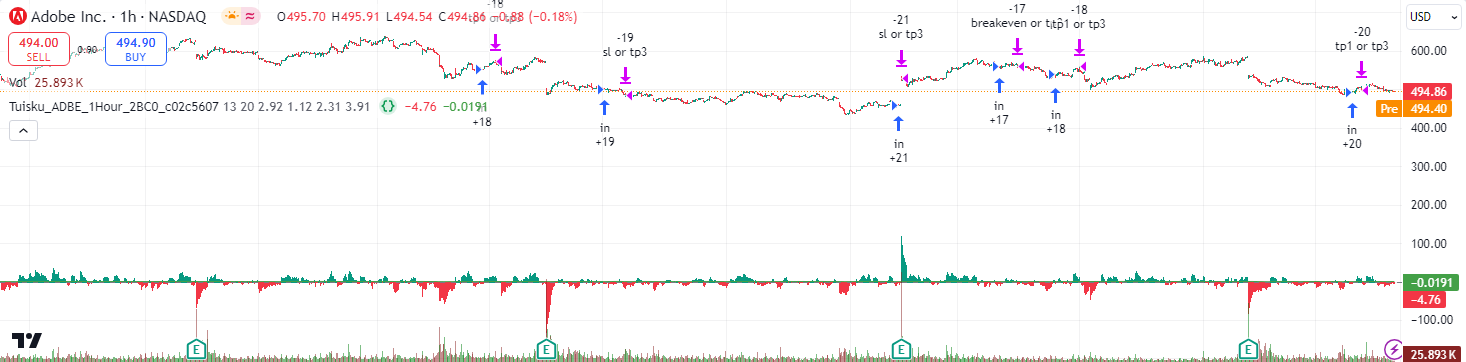 Adobe Inc. · 1h · NASDAQ
O495.70 H495.91 L494.54 C494.86 −0.88 (−0.18%)
494.00
SELL
0.90
494.90
BUY
Vol 25.893 K
Tuisku_ADBE_1Hour_2BC0_c02c5607 13 20 2.92 1.12 2.31 3.91 −4.76 −0.0191
USD
600.00
494.86
Pre 494.40
400.00
300.00
200.00
100.00
−0.0191
−4.76
−100.00
25.893 K
-18
+18
-19
sl or tp3
in
+19
-21
sl or tp3
in
+21
-17
breakeven or
in
+17
-18
tp1 or tp3
in
+18
-20
tp1 or tp3
in
+20
E
E
E
E